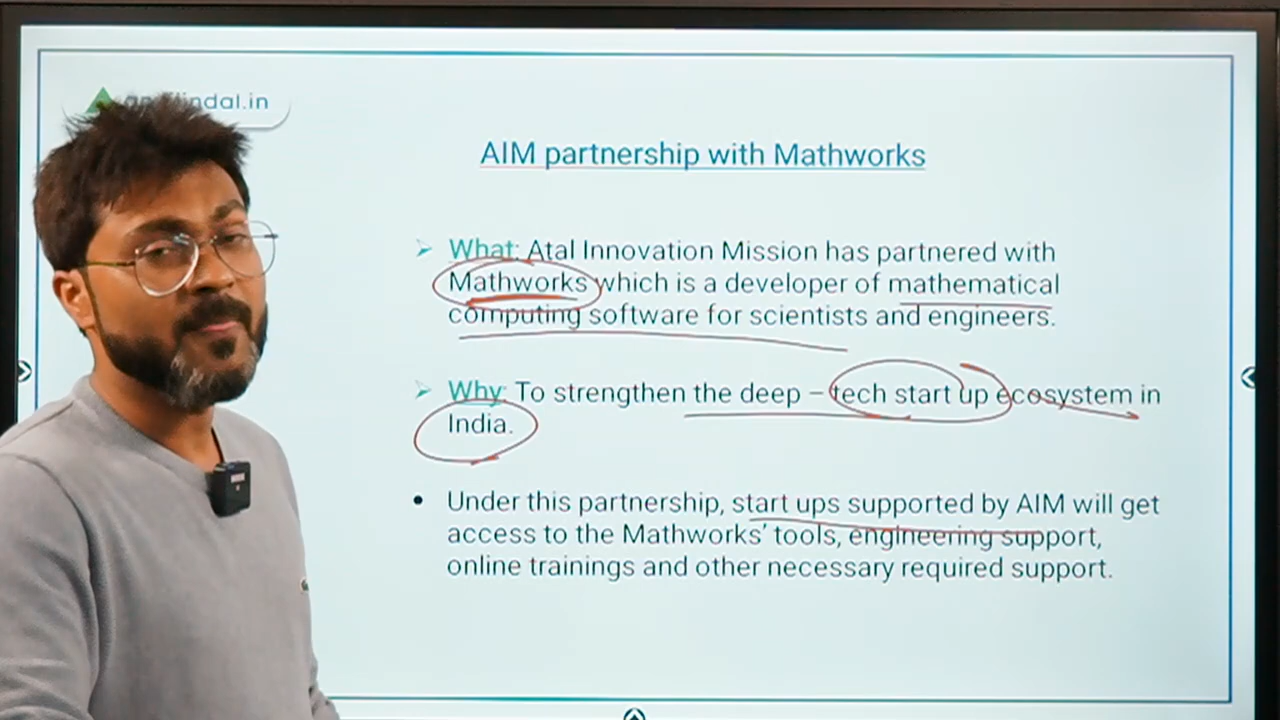 ndal.in
AIM partnership with Mathworks
What: Atal Innovation Mission has partnered with
Mathworks which is a developer of mathematical
computing software for scientists and engineers.
Why: To strengthen the deep – tech start up ecosystem in
India.
Under this partnership, start ups supported by AIM will get
access to the Mathworks' tools, engineering support,
online trainings and other necessary required support.